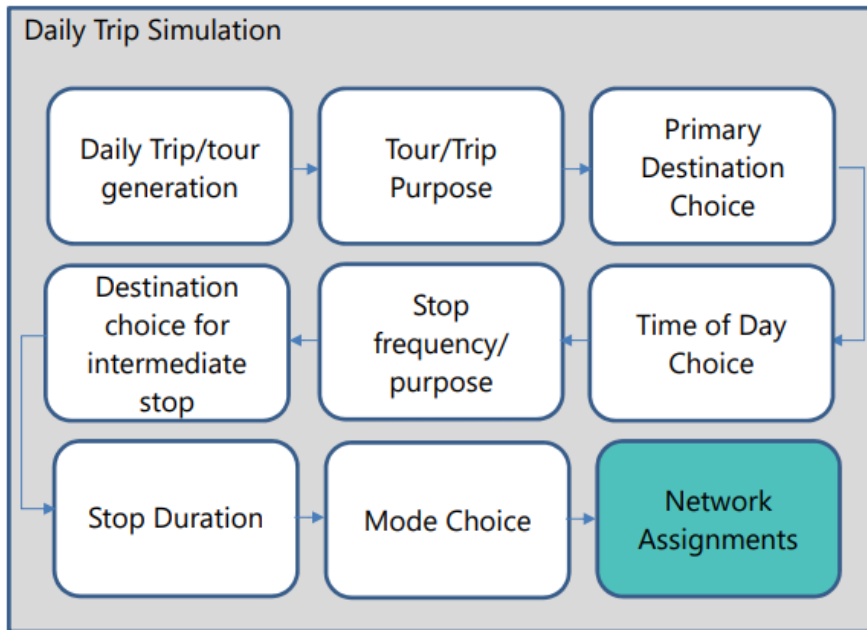 Daily Trip Simulation
Daily Trip/tour
generation
Tour/Trip
Purpose
Primary
Destination
Choice
Destination
choice for
intermediate
stop
Stop
frequency/
purpose
Time of Day
Choice
Stop Duration
Mode Choice
Network
Assignments